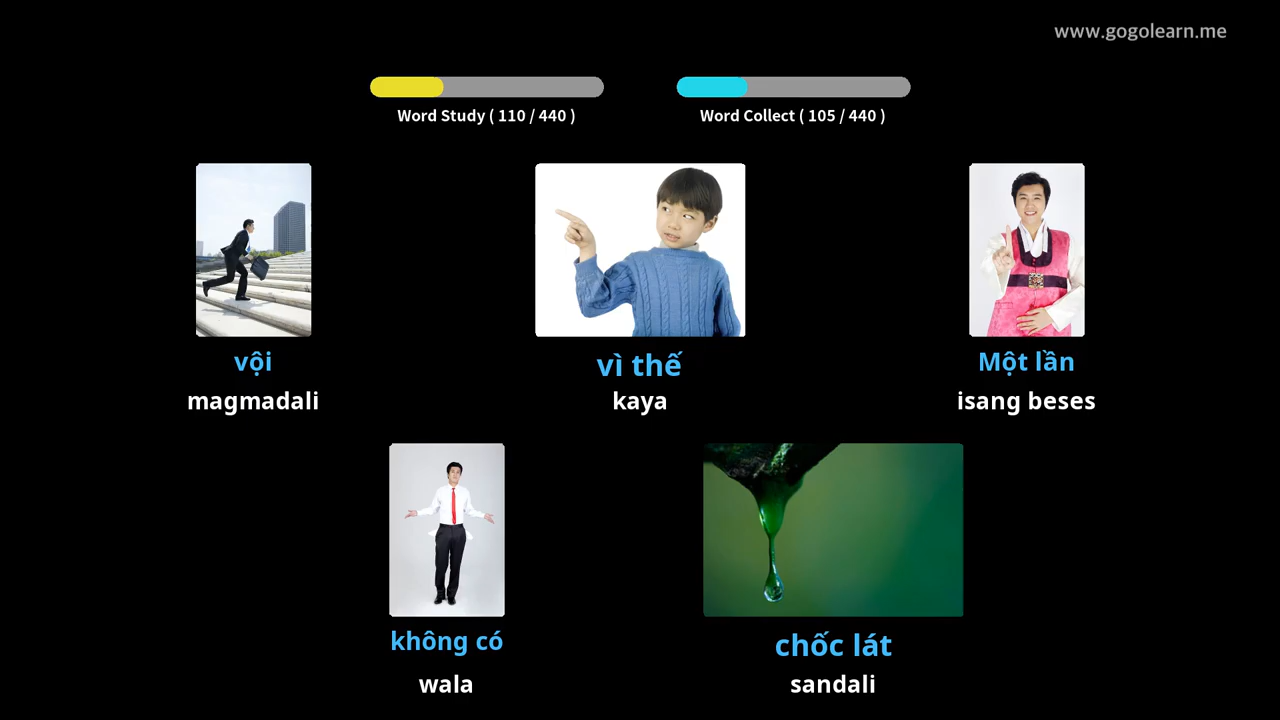 www.gogolearn.me
Word Study ( 110 / 440 )
Word Collect ( 105 / 440 )
vội
magmadali
vì thế
kaya
Một lần
isang beses
không có
wala
chốc lát
sandali